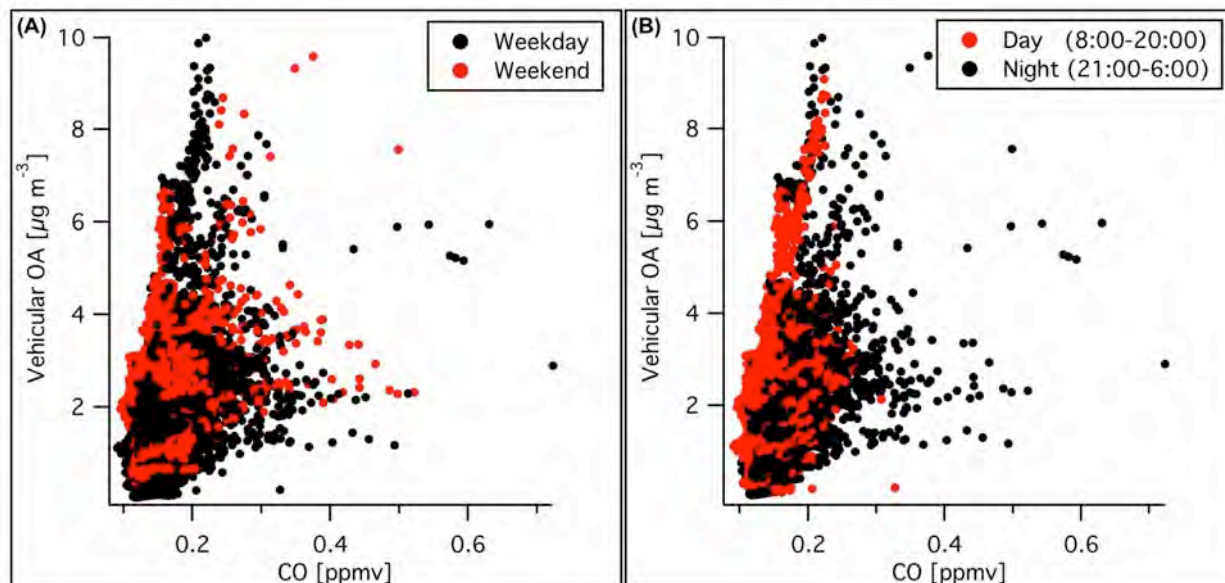 (A)
Weekday
Weekend
Vehicular OA [µg m-3]
10
8
6
4
2
0.2
0.4
0.6
CO [ppmv]
(B)
Day (8:00-20:00)
Night (21:00-6:00)
Vehicular OA [µg m-3]
10
8
6
4
2
0.2
0.4
0.6
CO [ppmv]